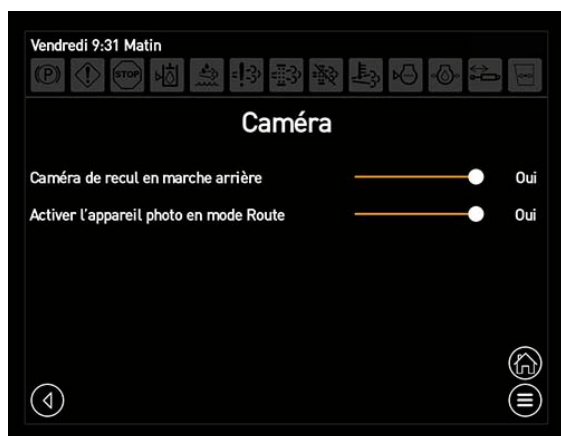 Vendredi 9:31 Matin
STOP
Caméra
Caméra de recul en marche arrière Oui
Activer l'appareil photo en mode Route Oui